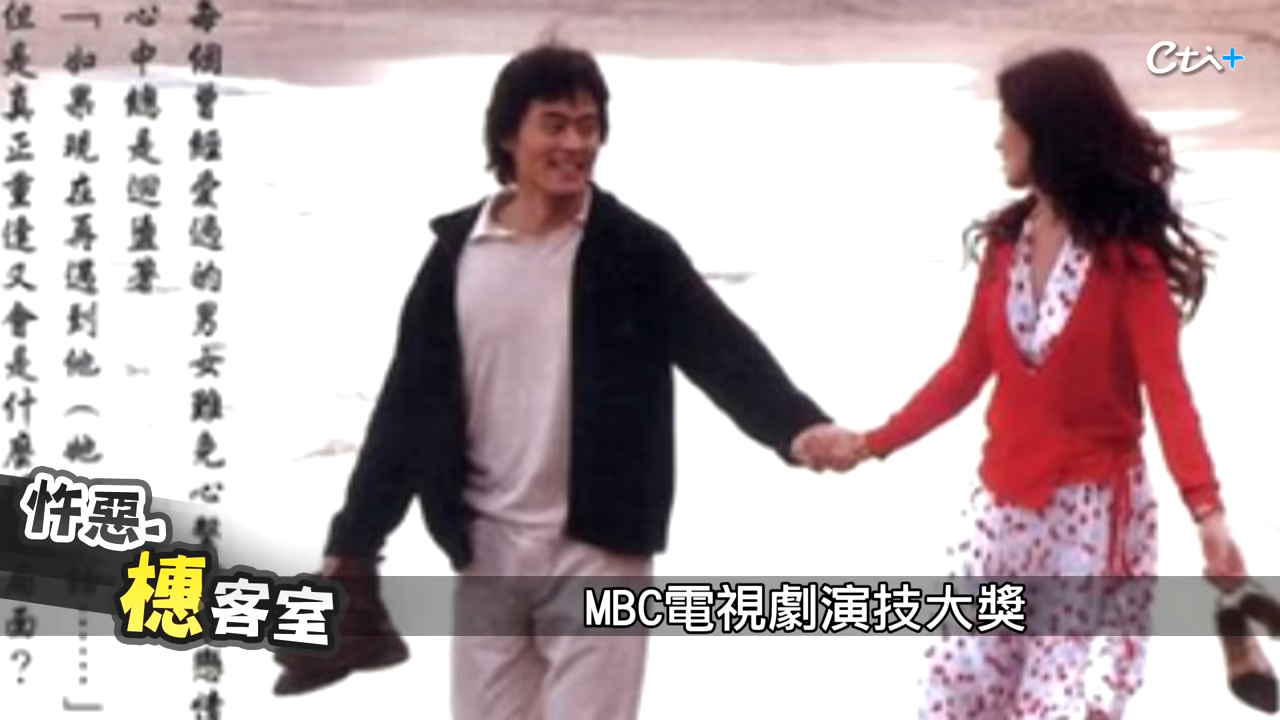 每個曾經愛過的男女難免心
心中總是迴盪著
「如果現在再遇到他（她
但是真正重逢又會是什麼
面？
Cti+
忤惡-
橞客室
MBC電視劇演技大獎